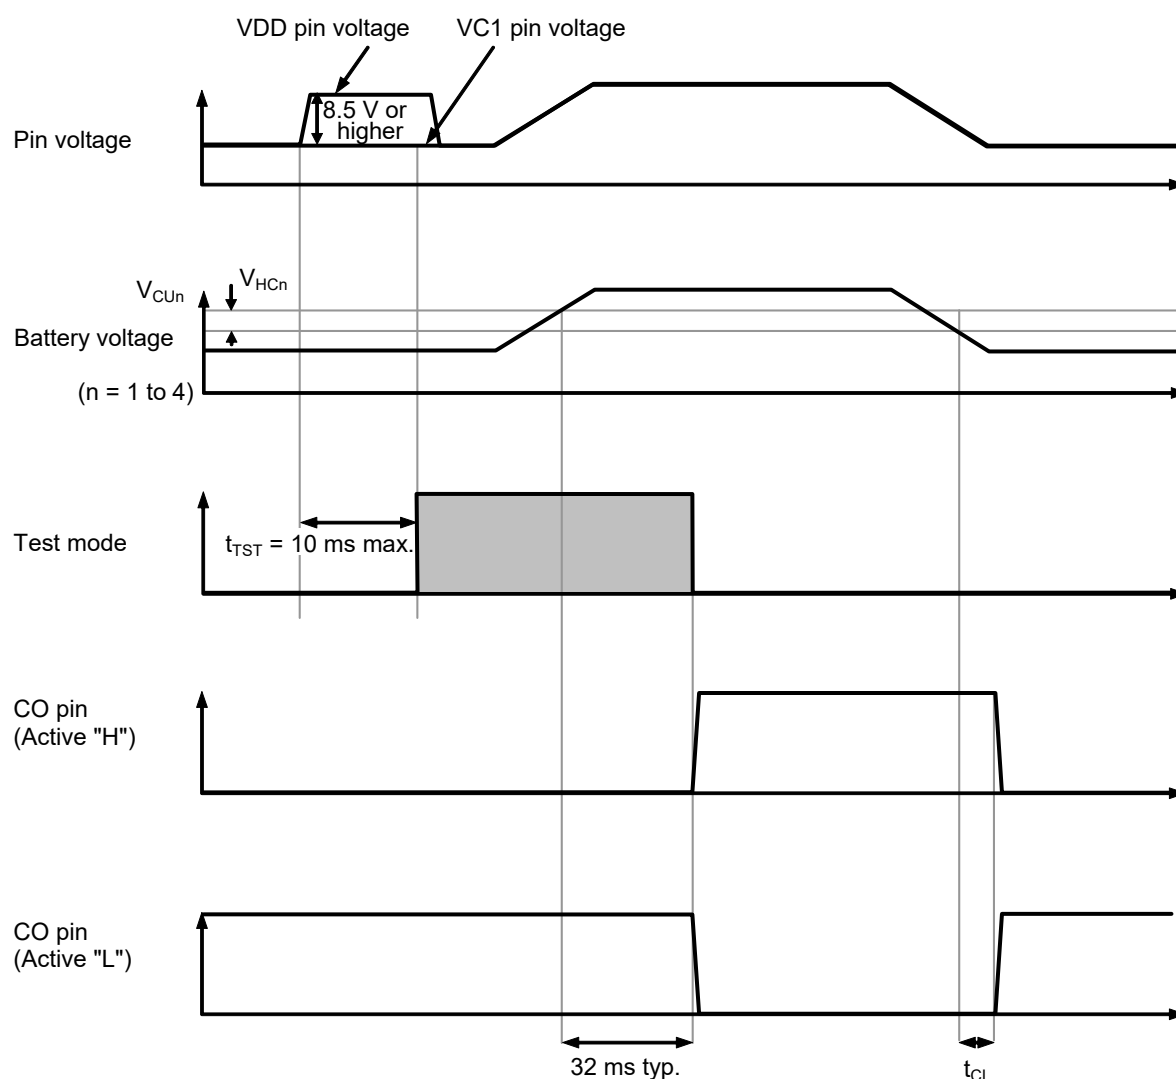 VDD pin voltage
VC1 pin voltage
8.5 V or
higher
Pin voltage
VCUn
VHCn
Battery voltage
(n = 1 to 4)
Test mode
tTST = 10 ms max.
CO pin
(Active "H")
CO pin
(Active "L")
32 ms typ.
tCL